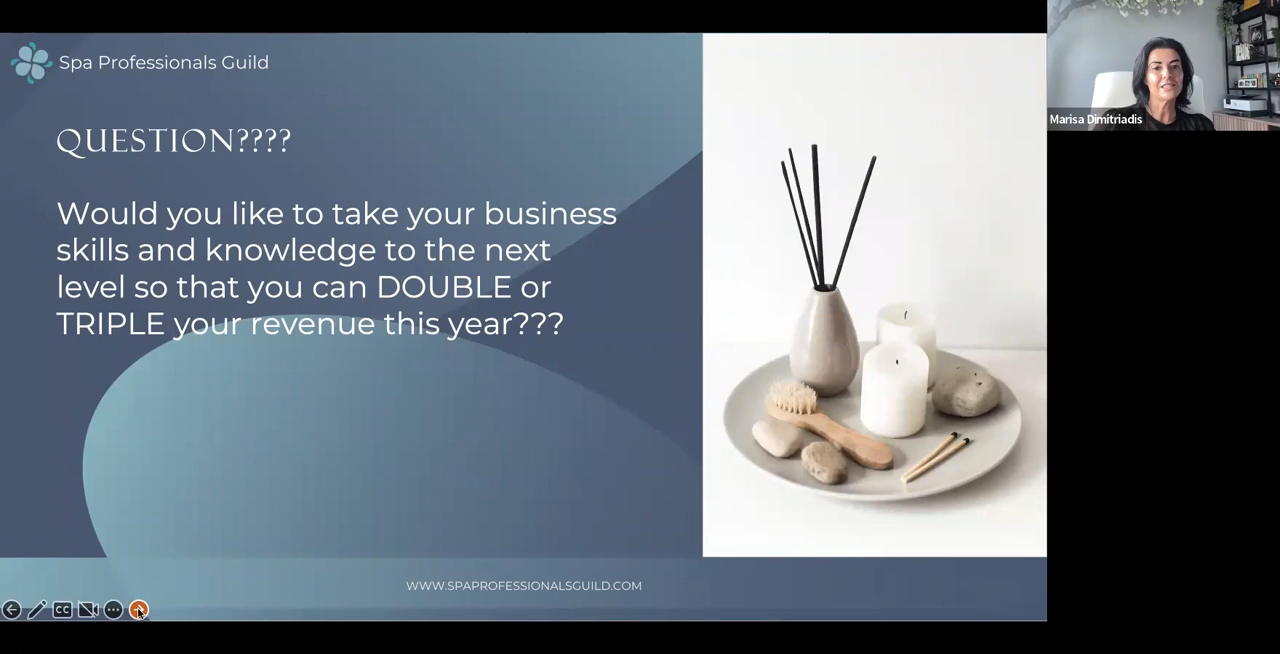 Spa Professionals Guild
QUESTION????
Would you like to take your business
skills and knowledge to the next
level so that you can DOUBLE or
TRIPLE your revenue this year???
WWW.SPAPROFESSIONALSGUILD.COM
CC
Marisa Dimitriadis